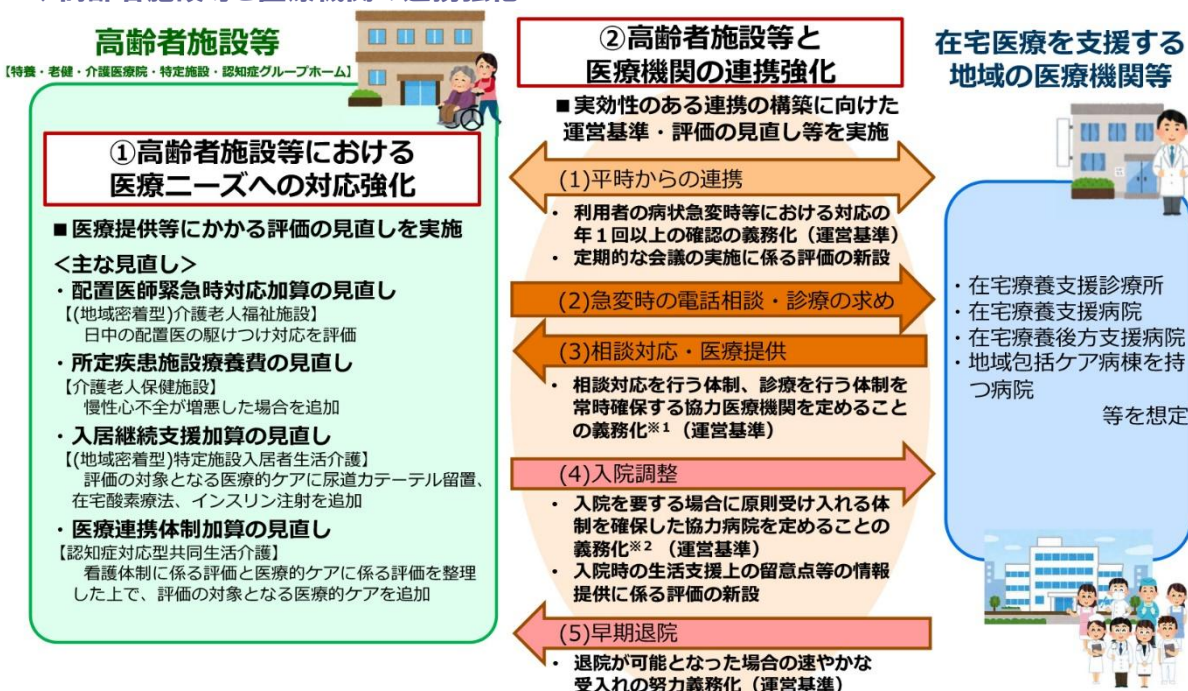 高齢者施設等と医療機関の連携強化
高齢者施設等
【特養・老健・介護医療院・特定施設・認知症グループホーム】
①高齢者施設等における
医療ニーズへの対応強化
■医療提供等にかかる評価の見直しを実施
<主な見直し>
・配置医師緊急時対応加算の見直し
【(地域密着型)介護老人福祉施設】
日中の配置医の駆けつけ対応を評価
・所定疾患施設療養費の見直し
【介護老人保健施設】
慢性心不全が増悪した場合を追加
・入居継続支援加算の見直し
【(地域密着型)特定施設入居者生活介護】
評価の対象となる医療的ケアに尿道カテーテル留置、
在宅酸素療法、インスリン注射を追加
・医療連携体制加算の見直し
【認知症対応型共同生活介護】
看護体制に係る評価と医療的ケアに係る評価を整理
した上で、評価の対象となる医療的ケアを追加
②高齢者施設等と
医療機関の連携強化
■実効性のある連携の構築に向けた
運営基準・評価の見直し等を実施
(1)平時からの連携
・ 利用者の病状急変時等における対応の
年1回以上の確認の義務化（運営基準）
・ 定期的な会議の実施に係る評価の新設
(2)急変時の電話相談・診療の求め
(3)相談対応・医療提供
・ 相談対応を行う体制、診療を行う体制を
常時確保する協力医療機関を定めること
の義務化※1（運営基準）
(4)入院調整
・ 入院を要する場合に原則受け入れる体
制を確保した協力病院を定めることの
義務化※2 （運営基準）
・ 入院時の生活支援上の留意点等の情報
提供に係る評価の新設
(5)早期退院
・ 退院が可能となった場合の速やかな
受入れの努力義務化（運営基準）
在宅医療を支援する
地域の医療機関等
・在宅療養支援診療所
・在宅療養支援病院
・在宅療養後方支援病院
・地域包括ケア病棟を持
つ病院
等を想定